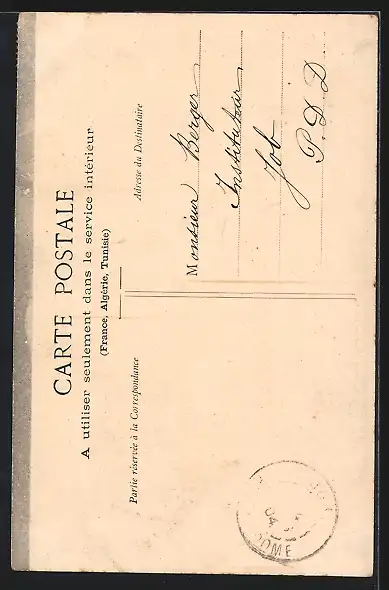 CARTE POSTALE
A utiliser seulement dans le service intérieur
(France, Algérie, Tunisie)
Partie réservée à la Correspondance
Adresse du Destinataire
Monsieur Berger
Instituteur
Job
P. D. D.